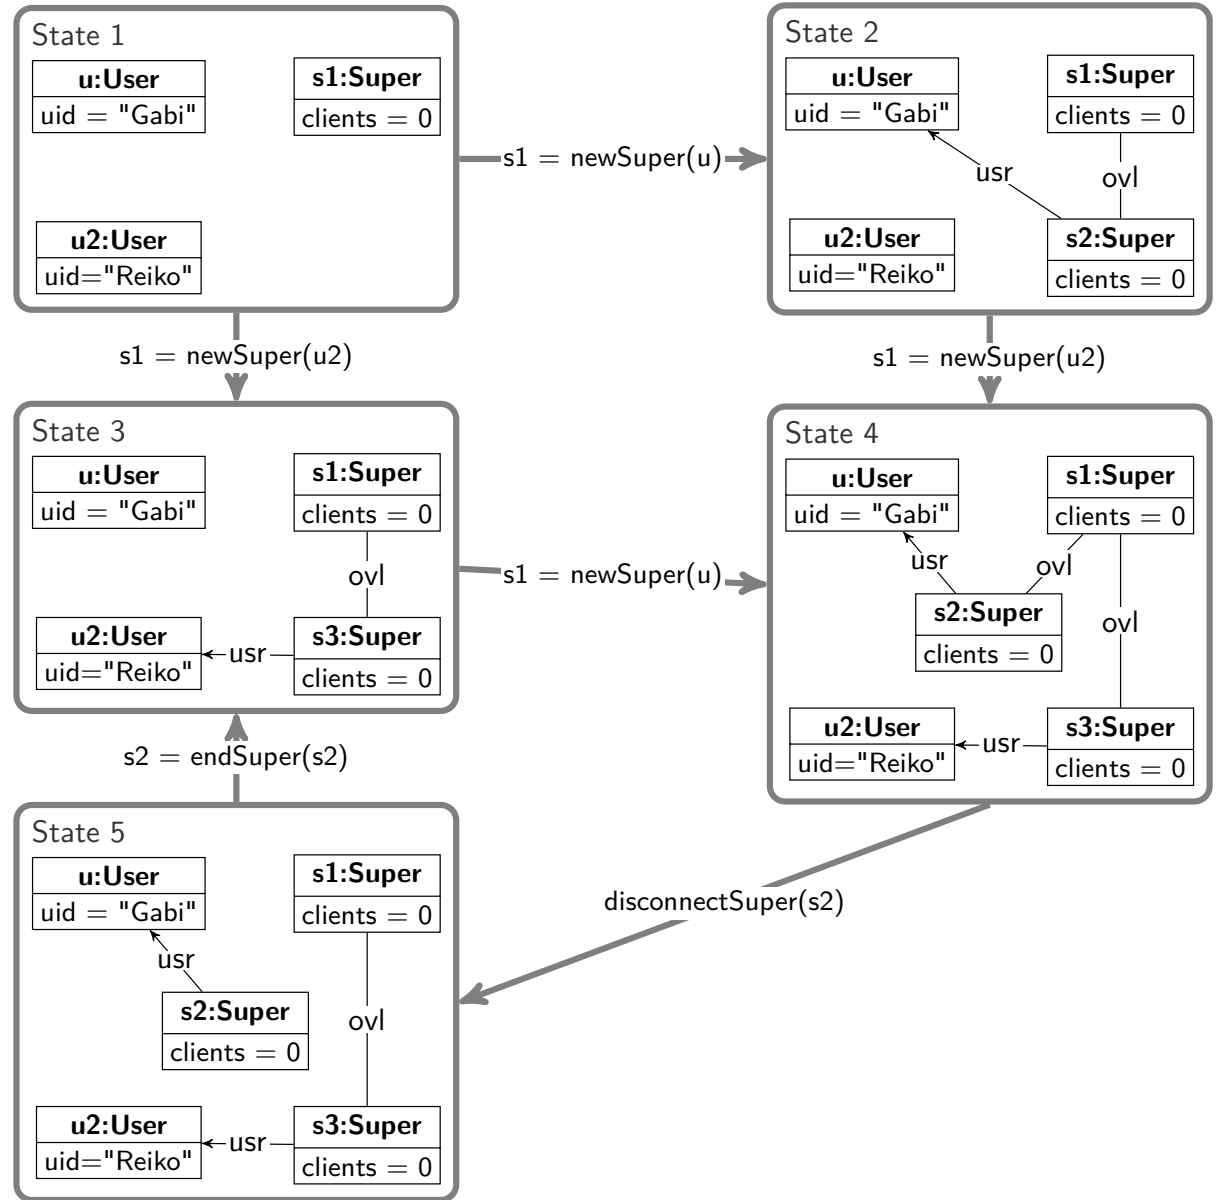 State 1
u:User
uid = "Gabi"
s1:Super
clients = 0
u2:User
uid="Reiko"
s1 = newSuper(u)
State 2
u:User
uid = "Gabi"
s1:Super
clients = 0
usr
ovl
u2:User
uid="Reiko"
s2:Super
clients = 0
s1 = newSuper(u2)
s1 = newSuper(u2)
State 3
u:User
uid = "Gabi"
s1:Super
clients = 0
ovl
u2:User
uid="Reiko"
usr
s3:Super
clients = 0
s1 = newSuper(u)
State 4
u:User
uid = "Gabi"
s1:Super
clients = 0
usr
ovl
s2:Super
clients = 0
ovl
u2:User
uid="Reiko"
usr
s3:Super
clients = 0
s2 = endSuper(s2)
disconnectSuper(s2)
State 5
u:User
uid = "Gabi"
s1:Super
clients = 0
usr
s2:Super
clients = 0
ovl
u2:User
uid="Reiko"
usr
s3:Super
clients = 0